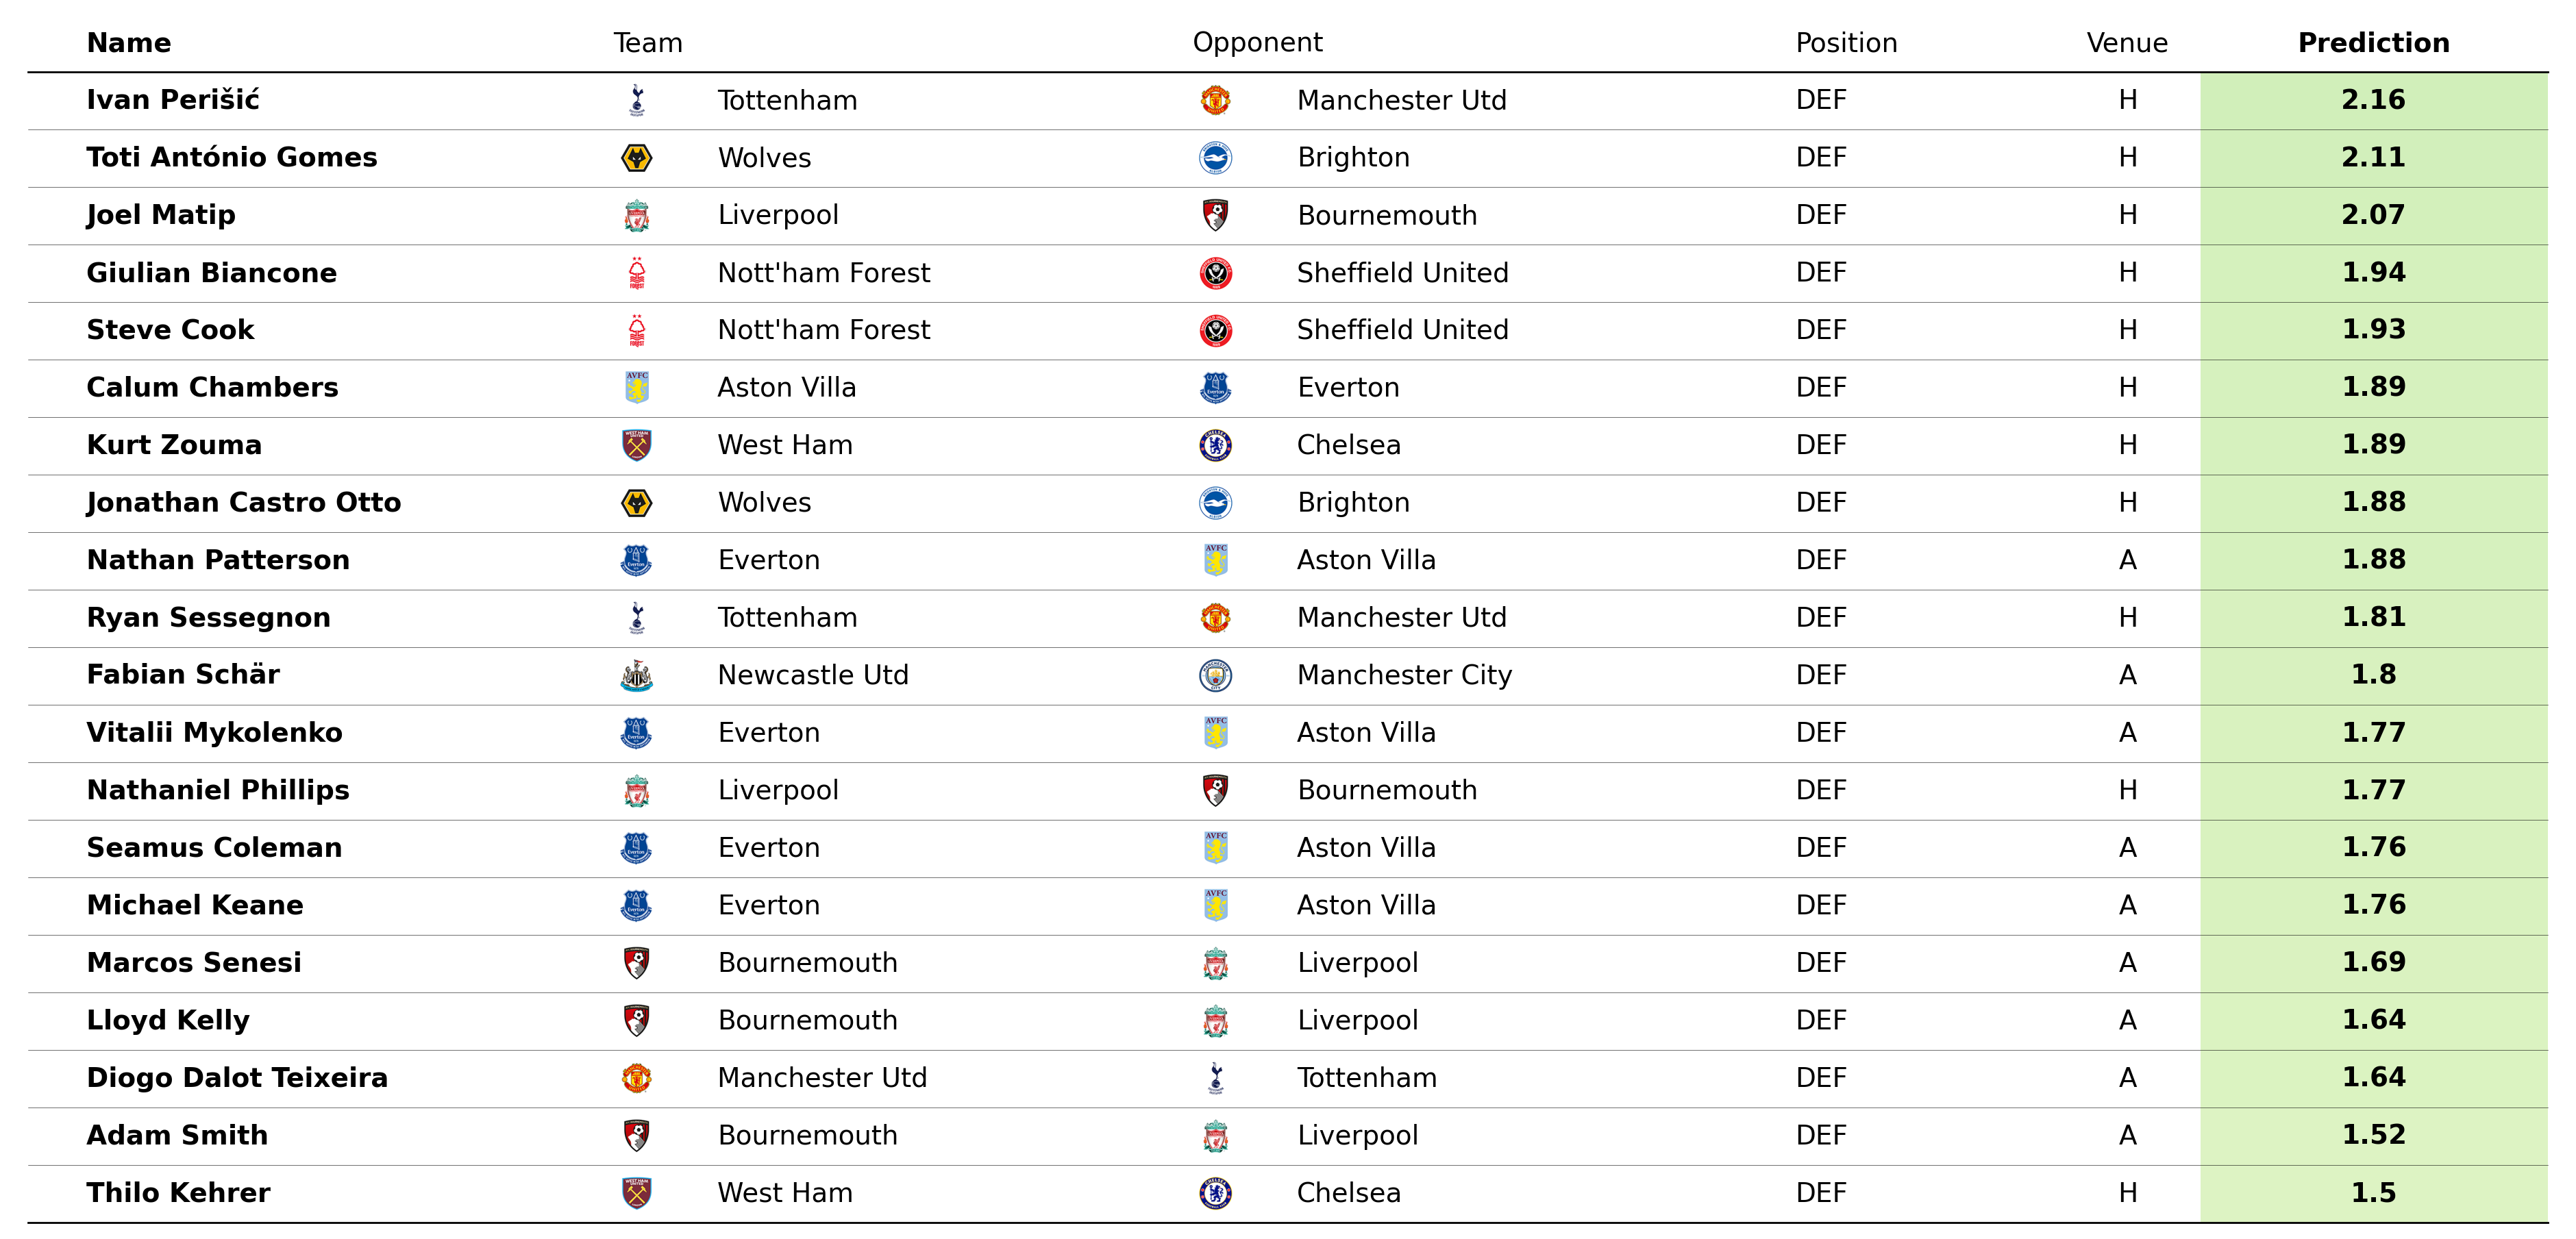 Name Team Opponent Position Venue Prediction
Ivan Perišić Tottenham Manchester Utd DEF H 2.16
Toti António Gomes Wolves Brighton DEF H 2.11
Joel Matip Liverpool Bournemouth DEF H 2.07
Giulian Biancone Nott'ham Forest Sheffield United DEF H 1.94
Steve Cook Nott'ham Forest Sheffield United DEF H 1.93
Calum Chambers Aston Villa Everton DEF H 1.89
Kurt Zouma West Ham Chelsea DEF H 1.89
Jonathan Castro Otto Wolves Brighton DEF H 1.88
Nathan Patterson Everton Aston Villa DEF A 1.88
Ryan Sessegnon Tottenham Manchester Utd DEF H 1.81
Fabian Schär Newcastle Utd Manchester City DEF A 1.8
Vitalii Mykolenko Everton Aston Villa DEF A 1.77
Nathaniel Phillips Liverpool Bournemouth DEF H 1.77
Seamus Coleman Everton Aston Villa DEF A 1.76
Michael Keane Everton Aston Villa DEF A 1.76
Marcos Senesi Bournemouth Liverpool DEF A 1.69
Lloyd Kelly Bournemouth Liverpool DEF A 1.64
Diogo Dalot Teixeira Manchester Utd Tottenham DEF A 1.64
Adam Smith Bournemouth Liverpool DEF A 1.52
Thilo Kehrer West Ham Chelsea DEF H 1.5